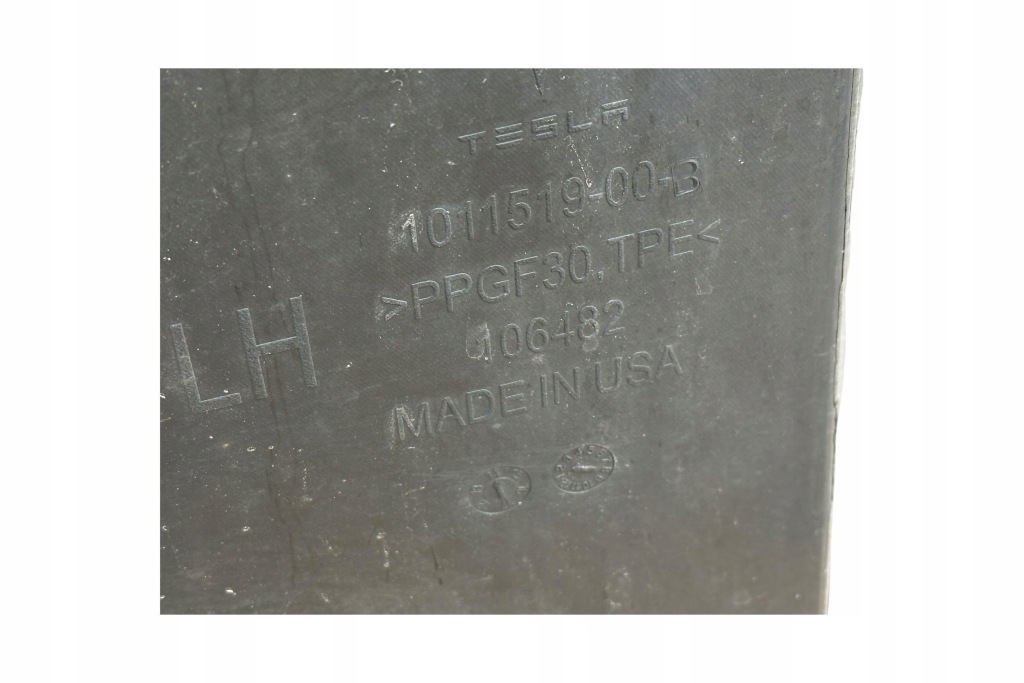 TESLA
1011519-00-B
>PPGF30,TPE<
106482
LH
MADE IN USA